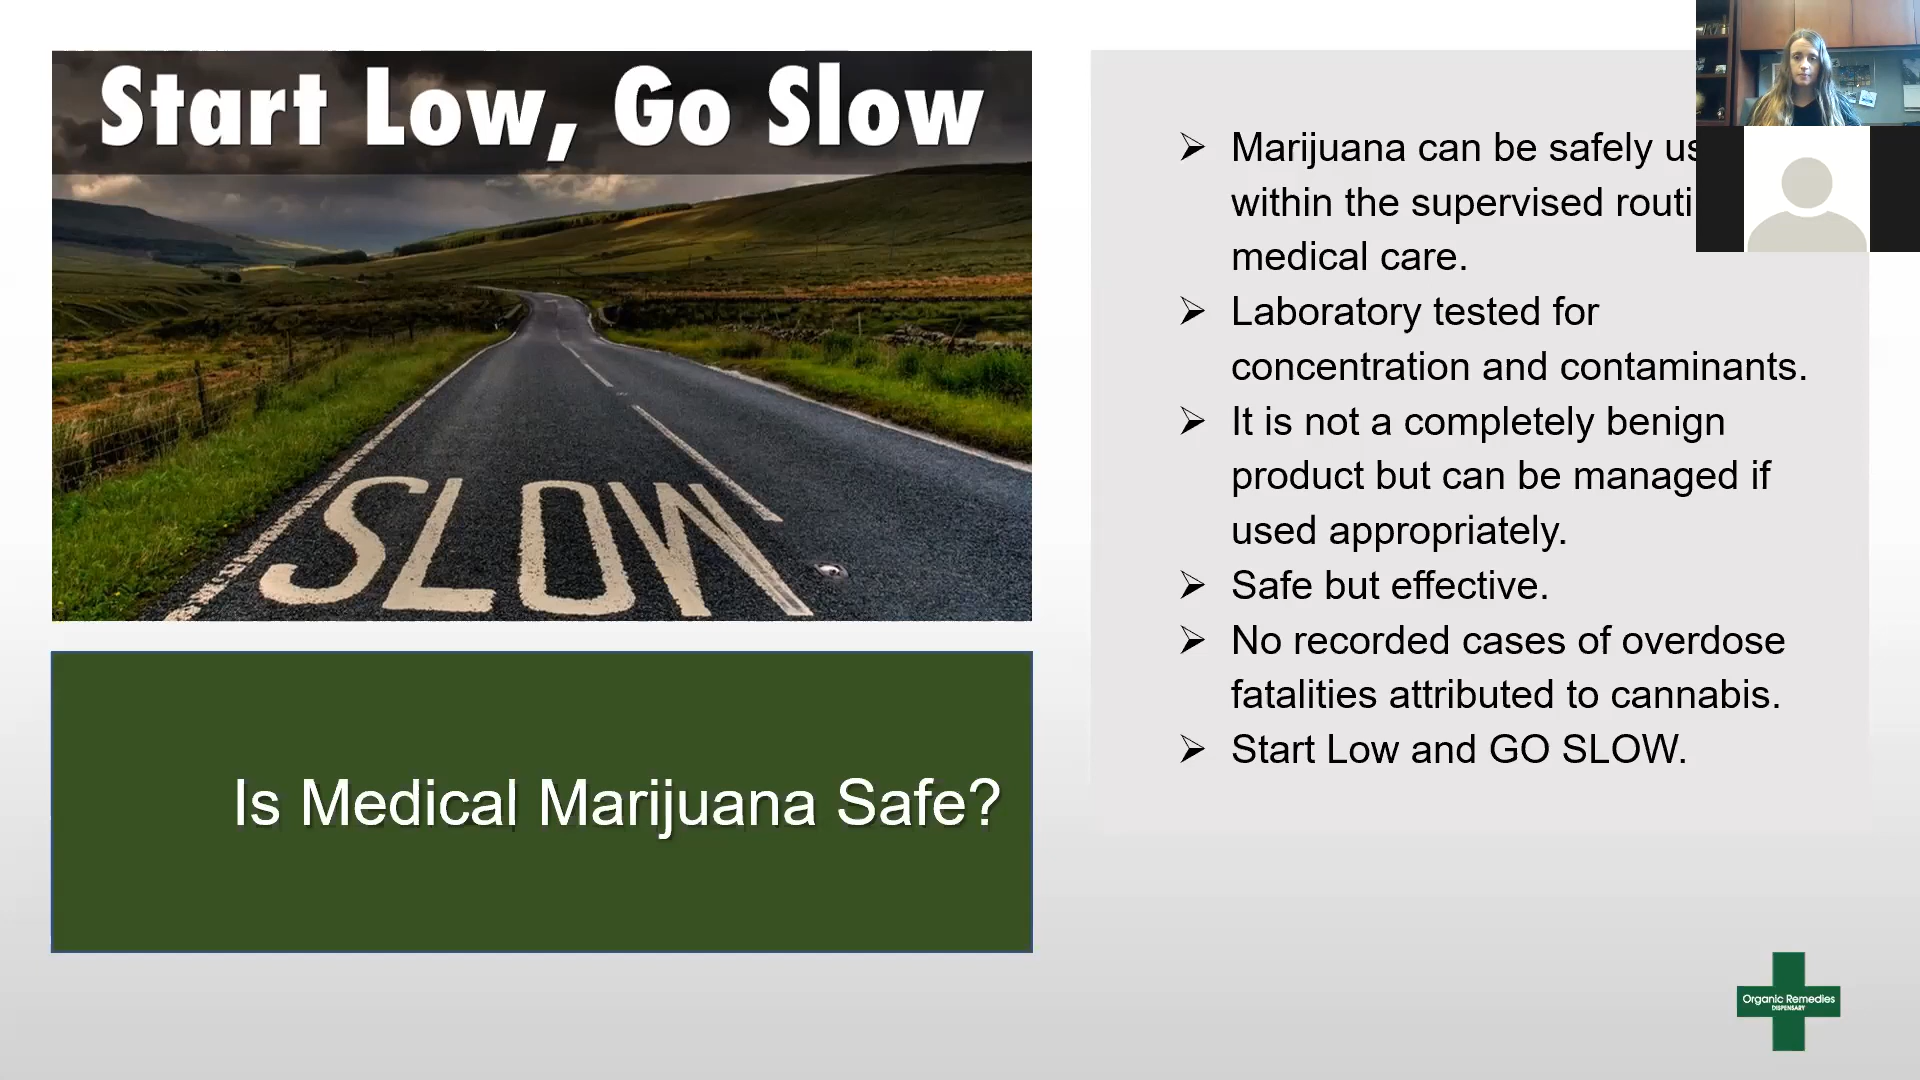 Start Low, Go Slow
SLOW
Is Medical Marijuana Safe?
➢ Marijuana can be safely
within the supervised
medical care.
➢ Laboratory tested for
concentration and contaminants.
➢ It is not a completely benign
product but can be managed if
used appropriately.
➢ Safe but effective.
➢ No recorded cases of overdose
fatalities attributed to cannabis.
➢ Start Low and GO SLOW.
Organic Remedies
DISPENSARY